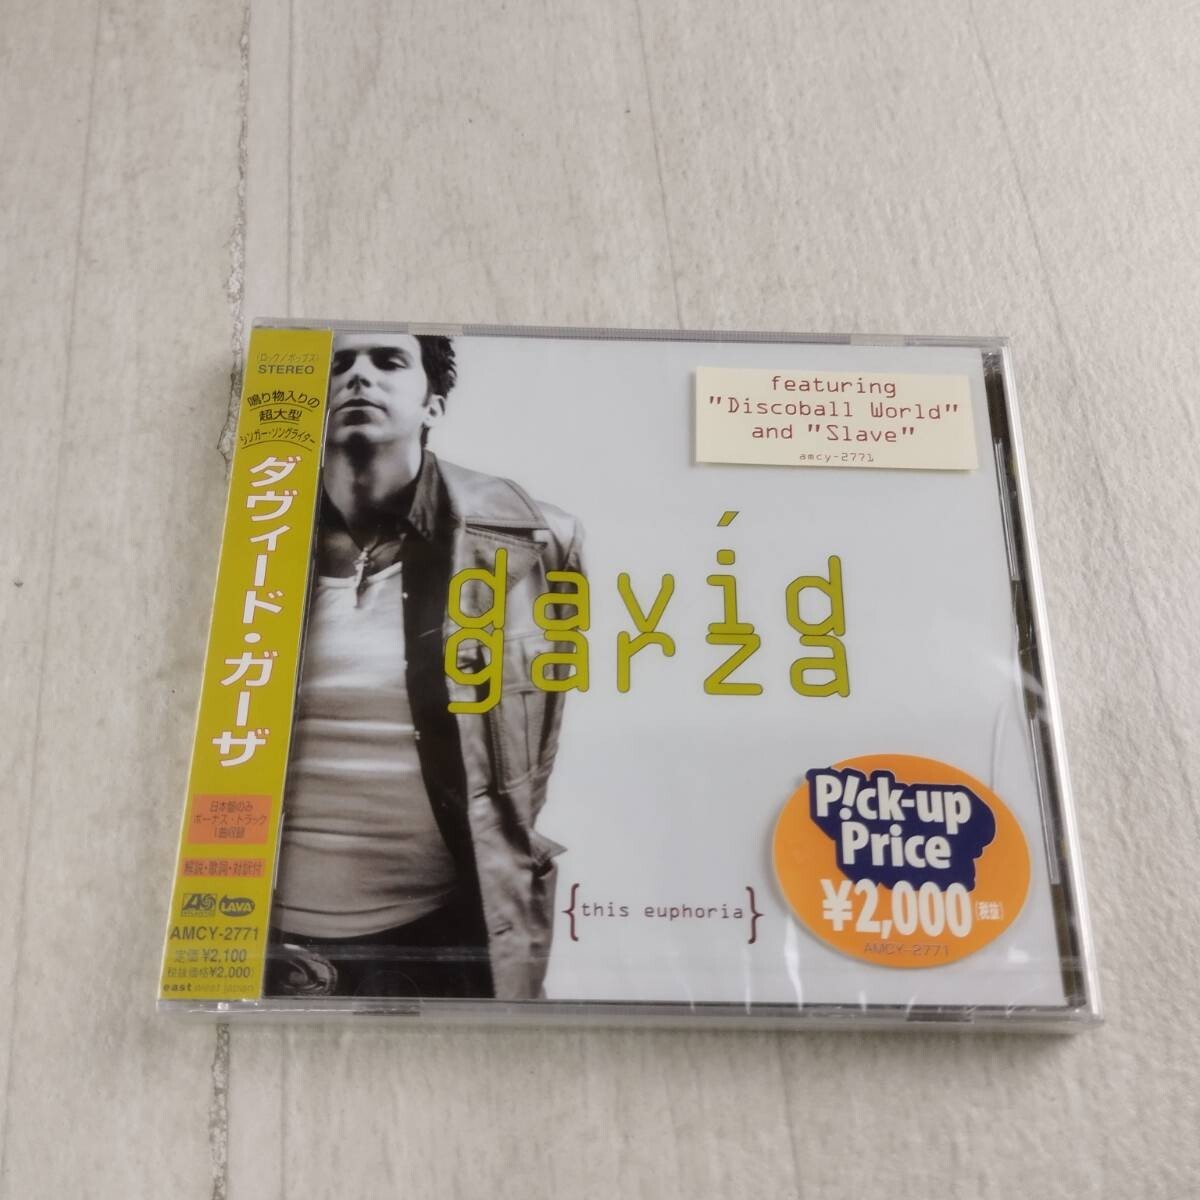 (ロック/ポップス)
STEREO
鳴り物入りの
超大型
シンガー・ソングライター
ダヴィード・ガーザ
日本盤のみ
ボーナス・トラック
1曲収録
解説・歌詞・対訳付
LAVA
AMCY-2771
定価¥2,100
(税抜価格¥2,000)
east west japan
featuring
"Discoball World"
and "Slave"
amcy-2771
davíd
garza
{this euphoria}
P!ck-up
Price
¥2,000(税抜)
AMCY-2771